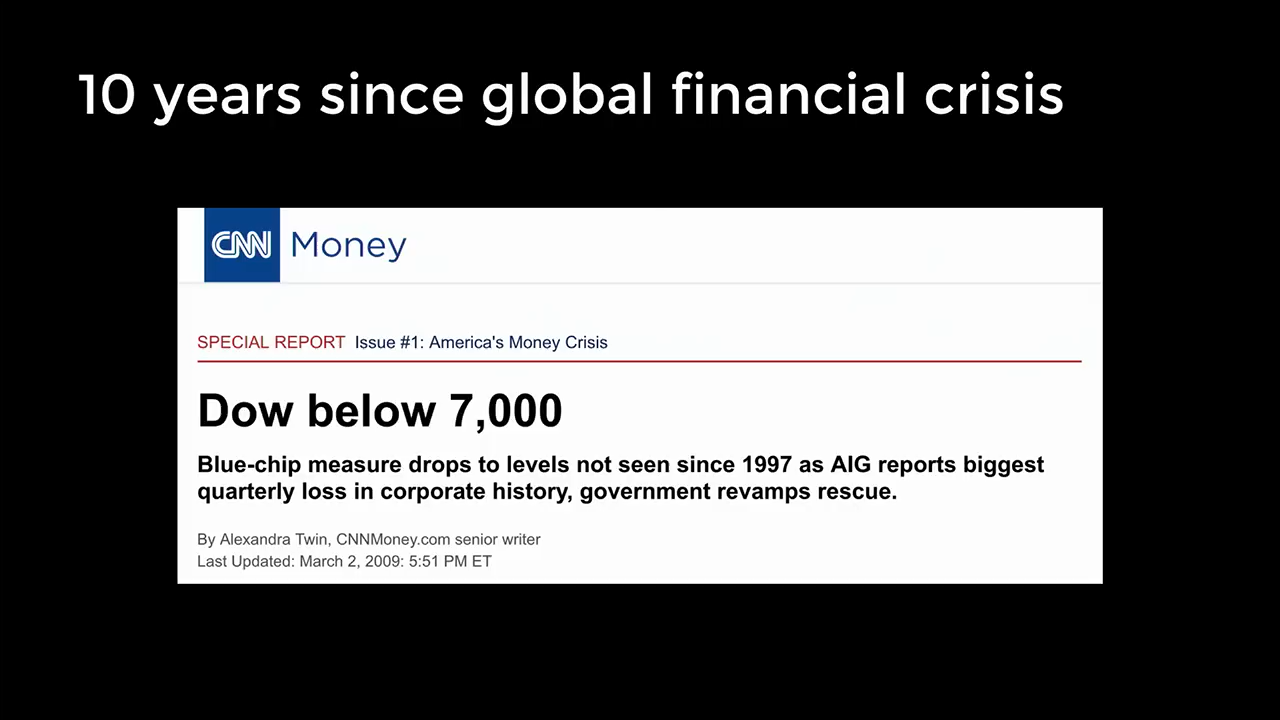 10 years since global financial crisis
CNN Money
SPECIAL REPORT Issue #1: America's Money Crisis
Dow below 7,000
Blue-chip measure drops to levels not seen since 1997 as AIG reports biggest
quarterly loss in corporate history, government revamps rescue.
By Alexandra Twin, CNNMoney.com senior writer
Last Updated: March 2, 2009: 5:51 PM ET